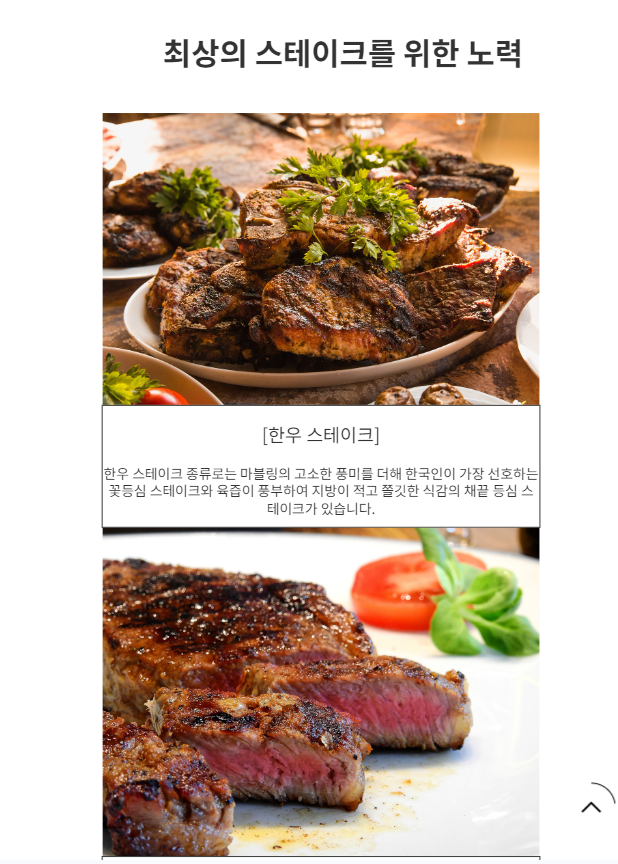 최상의 스테이크를 위한 노력
[한우 스테이크]
한우 스테이크 종류로는 마블링의 고소한 풍미를 더해 한국인이 가장 선호하는
꽃등심 스테이크와 육즙이 풍부하여 지방이 적고 쫄깃한 식감의 채끝 등심 스
테이크가 있습니다.